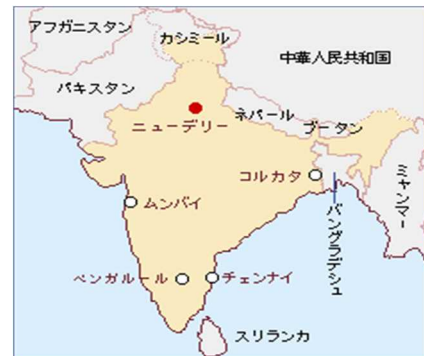 アフガニスタン
カシミール
中華人民共和国
パキスタン
ネパール
ブータン
ニューデリー
コルカタ
ミャンマー
ムンバイ
バングラデシュ
ベンガルール
チェンナイ
スリランカ